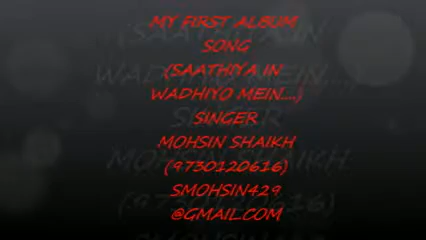 MY FIRST ALBUM
SONG
(SAATHIYA IN
WADHIYO MEIN....)
SINGER
MOHSIN SHAIKH
(9730120616)
SMOHSIN429
@GMAIL.COM